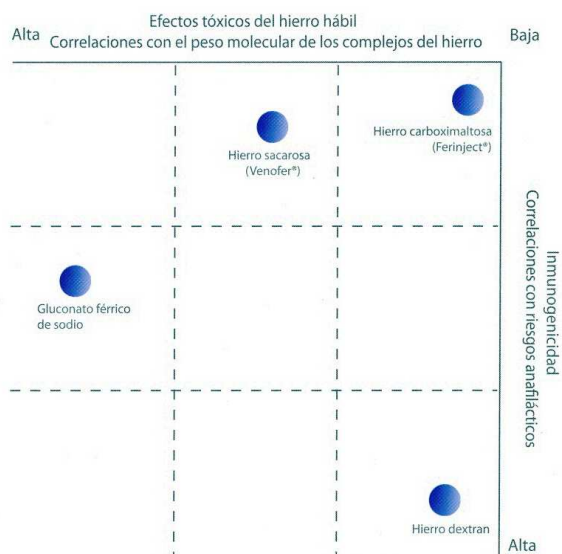 Efectos tóxicos del hierro hábil
Alta
Correlaciones con el peso molecular de los complejos del hierro
Baja
Hierro carboximaltosa
(Ferinject®)
Hierro sacarosa
(Venofer®)
Inmunogenicidad
Correlaciones con riesgos anafilácticos
Gluconato férrico
de sodio
Hierro dextran
Alta